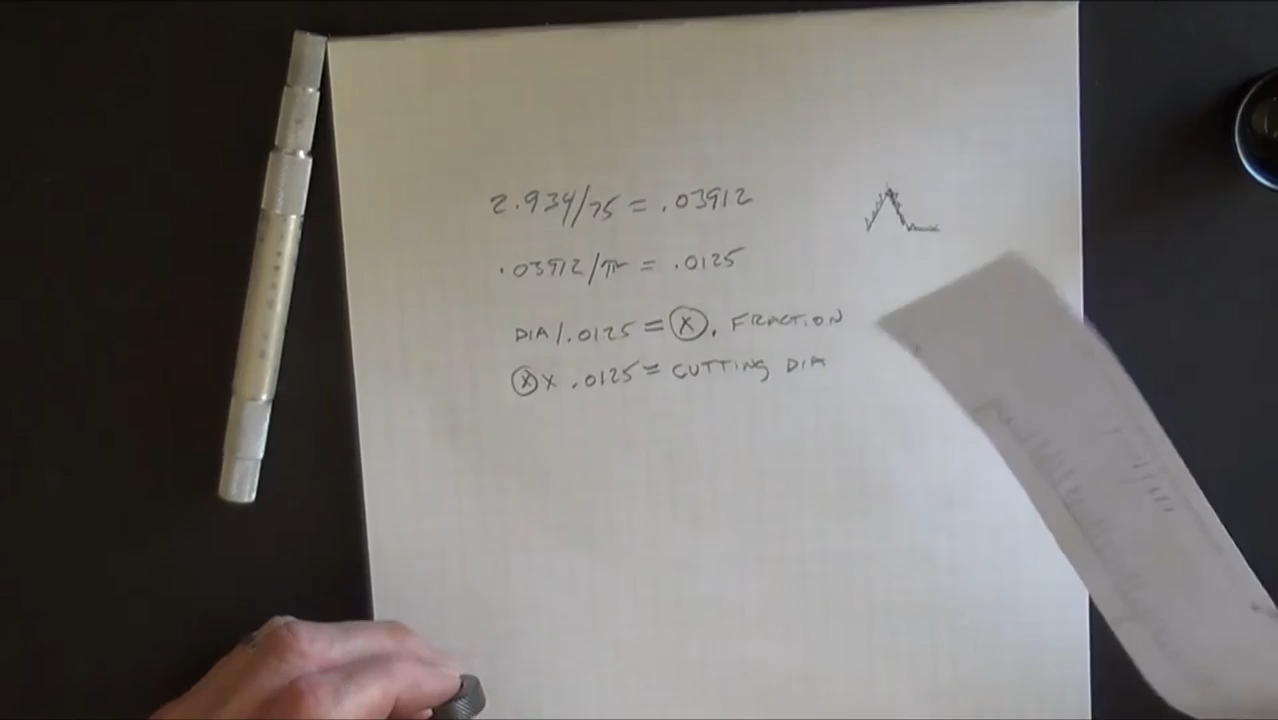 2.934/75 = .03912
.03912/π = .0125
DIA/.0125 = Ⓧ. FRACTION
Ⓧ x .0125 = CUTTING DIA